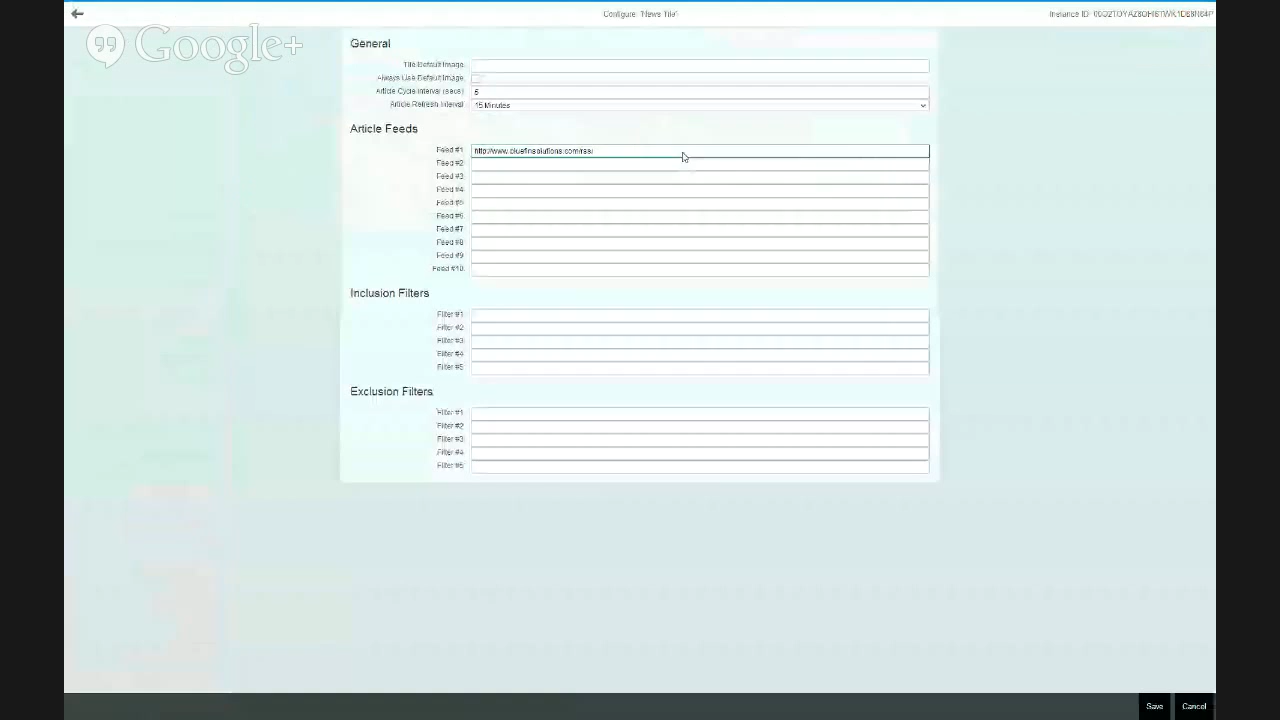 Configure: "News Tile"
Google+
General
Tile Default Image:
Always Use Default Image:
Article Cycle Interval (secs): 5
Article Refresh Interval: 15 Minutes
Article Feeds
Feed #1: http://www.bluefinsolutions.com/rss/
Feed #2:
Feed #3:
Feed #4:
Feed #5:
Feed #6:
Feed #7:
Feed #8:
Feed #9:
Feed #10:
Inclusion Filters
Filter #1:
Filter #2:
Filter #3:
Filter #4:
Filter #5:
Exclusion Filters
Filter #1:
Filter #2:
Filter #3:
Filter #4:
Filter #5:
Save Cancel